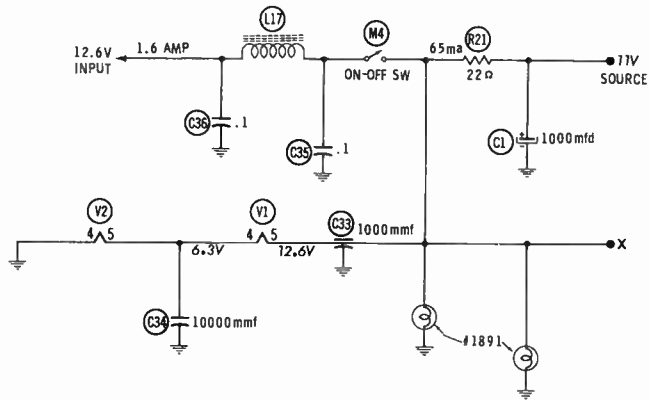 L17
M4
R21
12.6V
INPUT
1.6 AMP
65ma
11V
SOURCE
ON-OFF SW
22Ω
C36
.1
C35
.1
C1
+
-
1000mfd
V2
V1
C33
1000mmf
4 5
6.3V
4 5
12.6V
X
C34
10000mmf
#1891